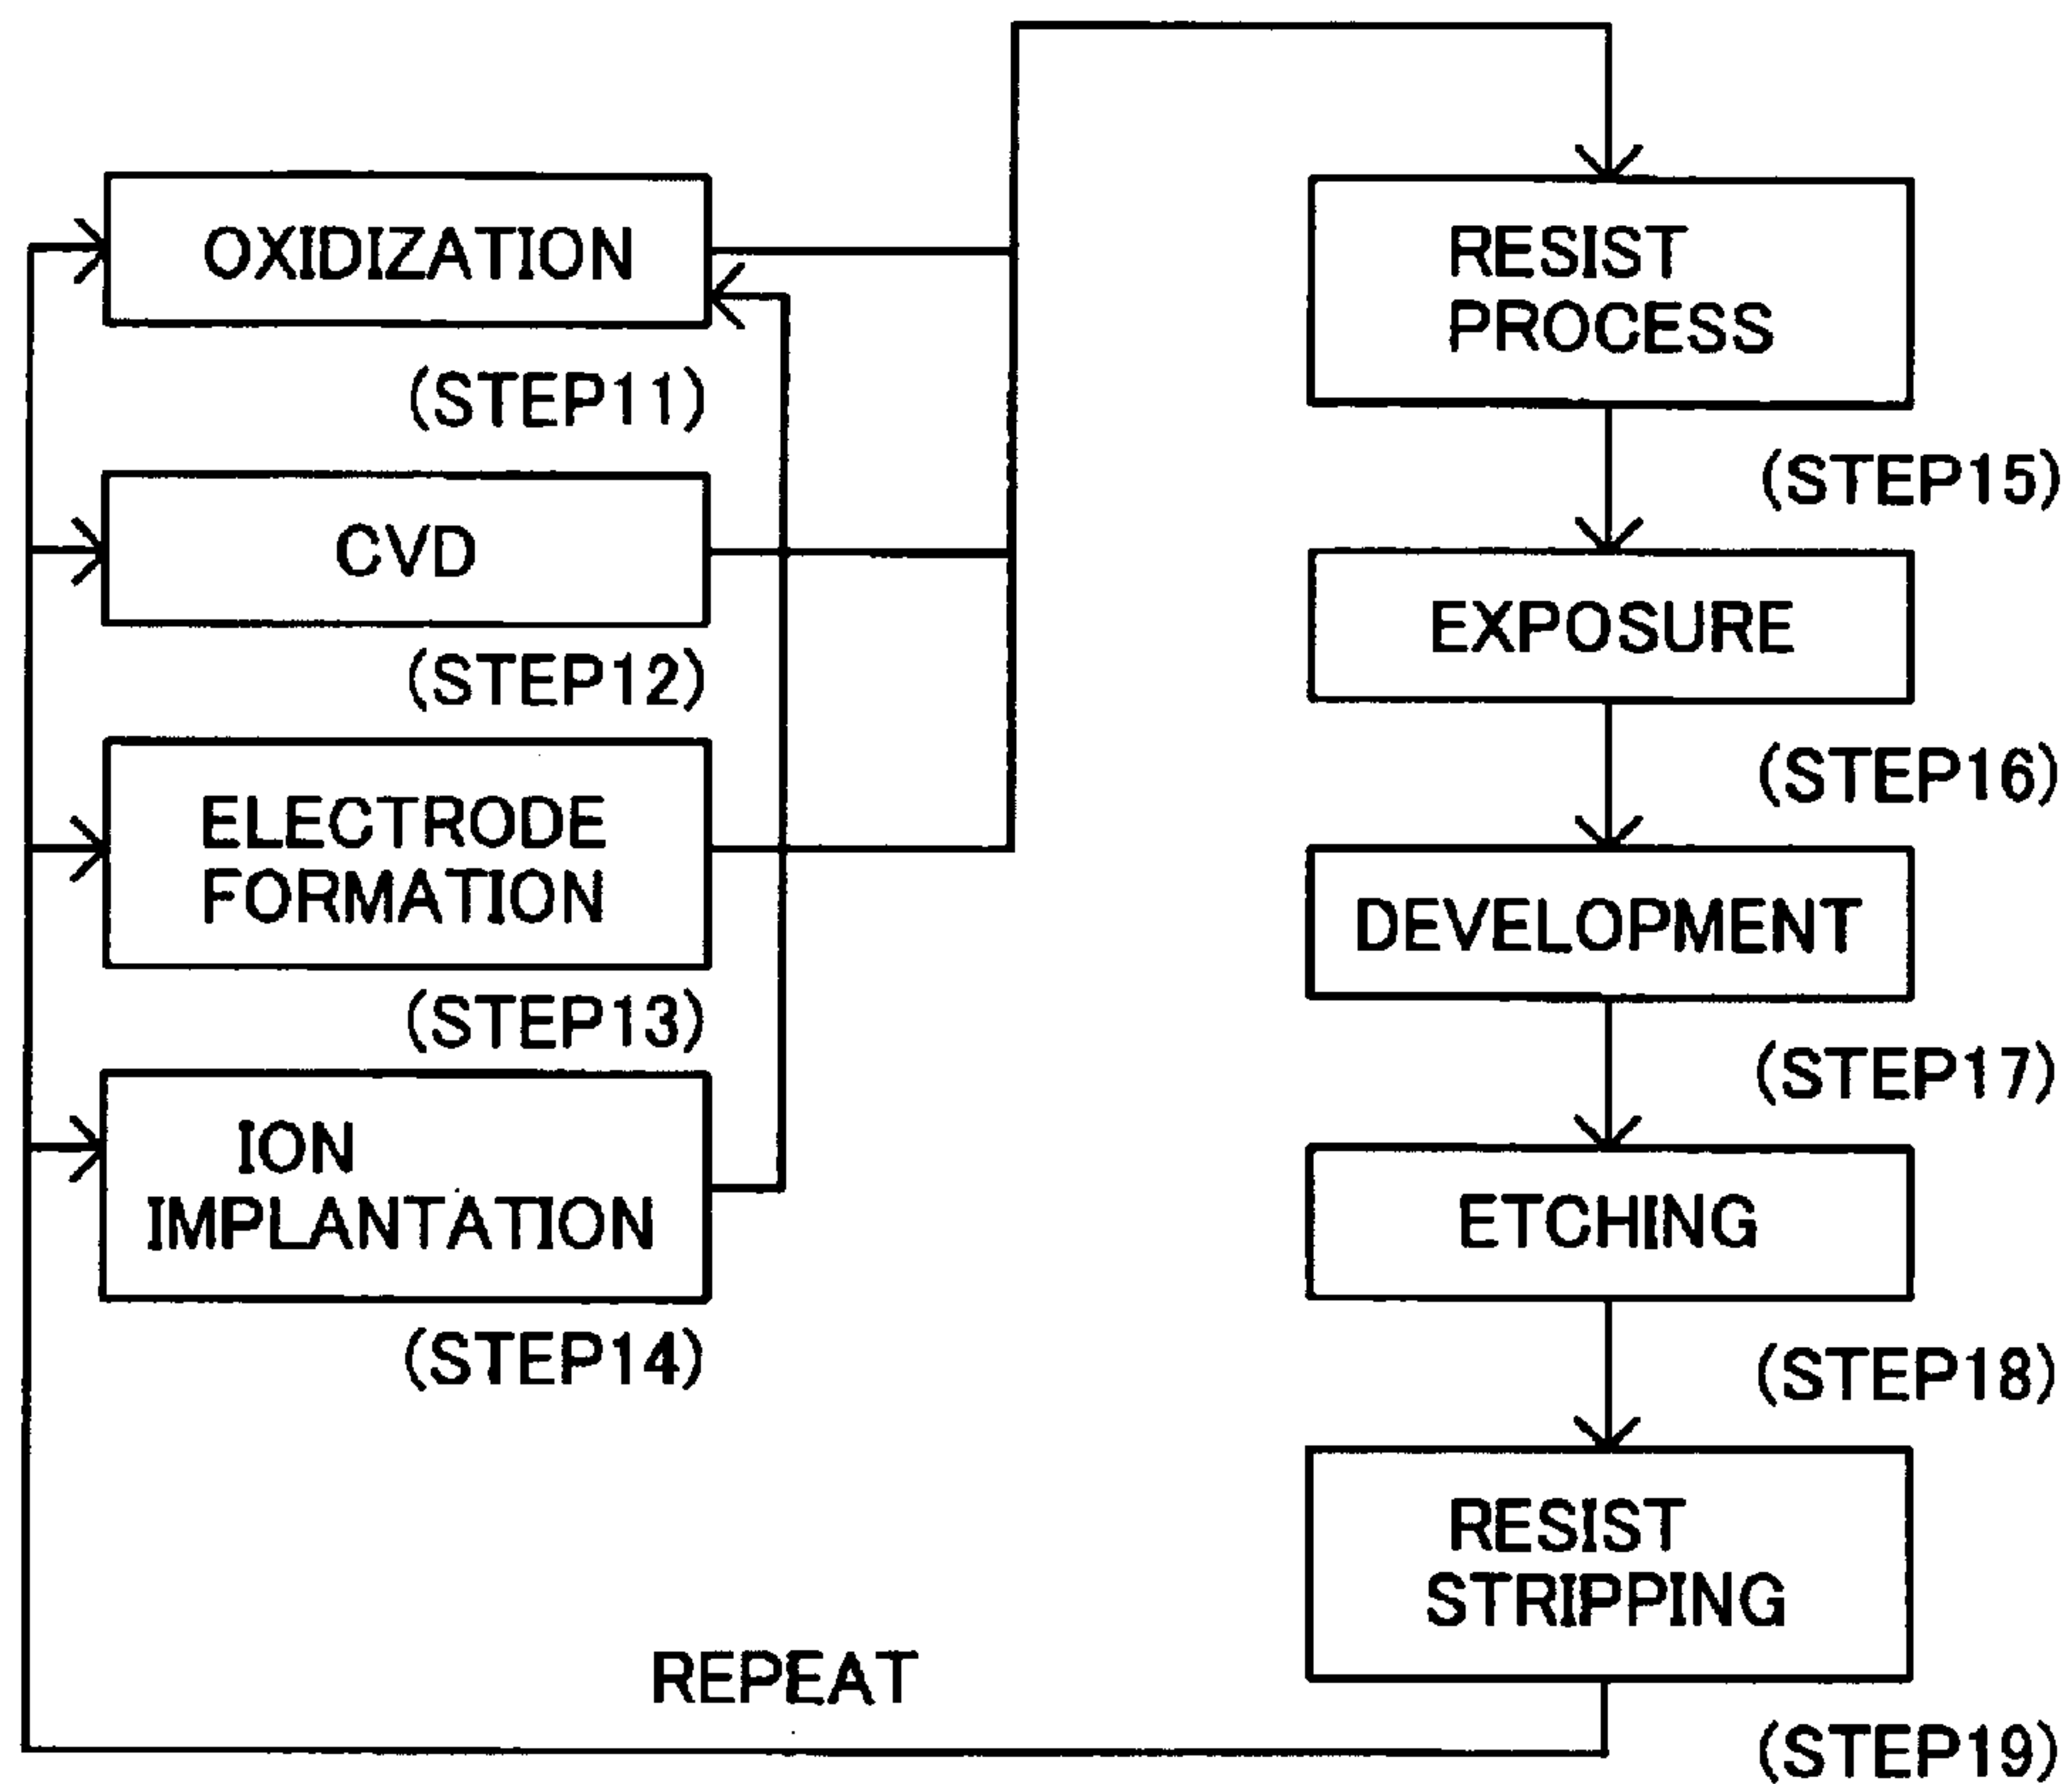 OXIDIZATION
(STEP11)
CVD
(STEP12)
ELECTRODE
FORMATION
(STEP13)
ION
IMPLANTATION
(STEP14)
RESIST
PROCESS
(STEP15)
EXPOSURE
(STEP16)
DEVELOPMENT
(STEP17)
ETCHING
(STEP18)
RESIST
STRIPPING
(STEP19)
REPEAT